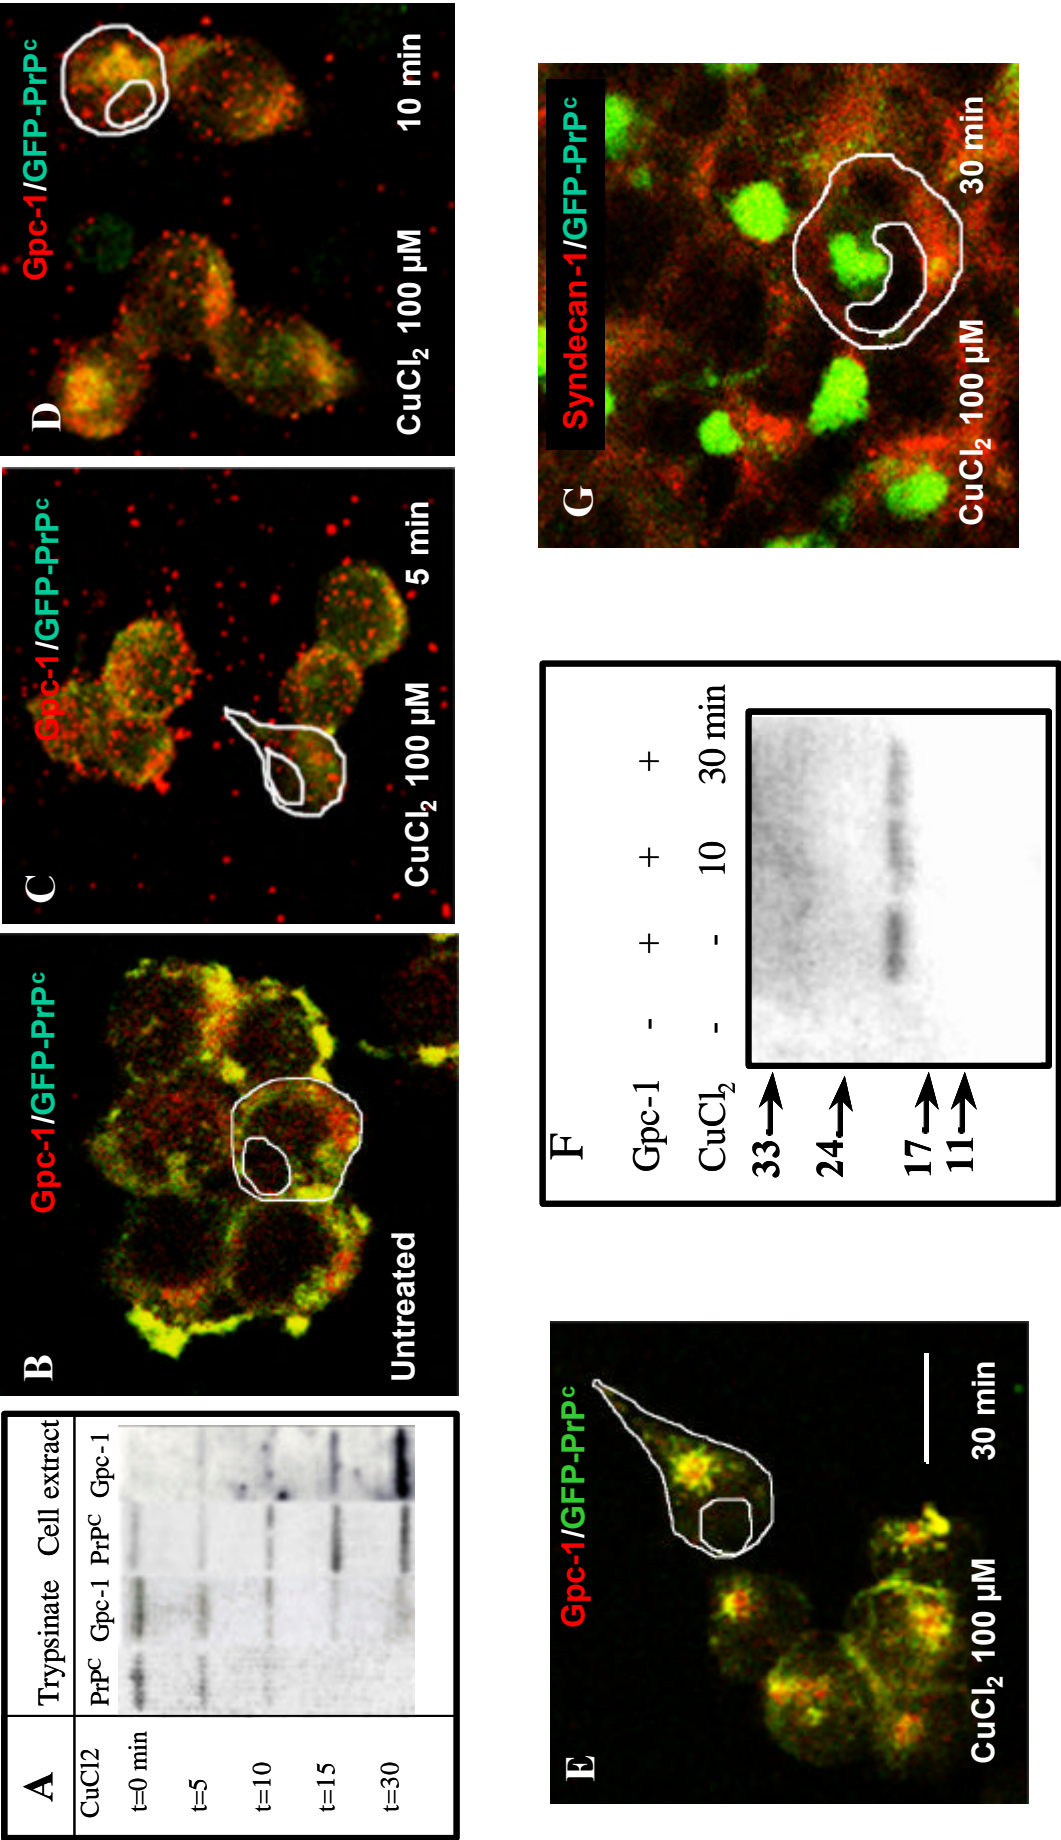 A
Trypsinate Cell extract
CuCl2 PrPC Gpc-1 PrPC Gpc-1
t=0 min
t=5
t=10
t=15
t=30
B
Gpc-1/GFP-PrPc
Untreated
C
Gpc-1/GFP-PrPc
CuCl2 100 µM 5 min
D
Gpc-1/GFP-PrPc
CuCl2 100 µM 10 min
E
Gpc-1/GFP-PrPc
CuCl2 100 µM 30 min
F
Gpc-1 - + + +
CuCl2 - - 10 30 min
33
24
17
11
G
Syndecan-1/GFP-PrPc
CuCl2 100 µM 30 min